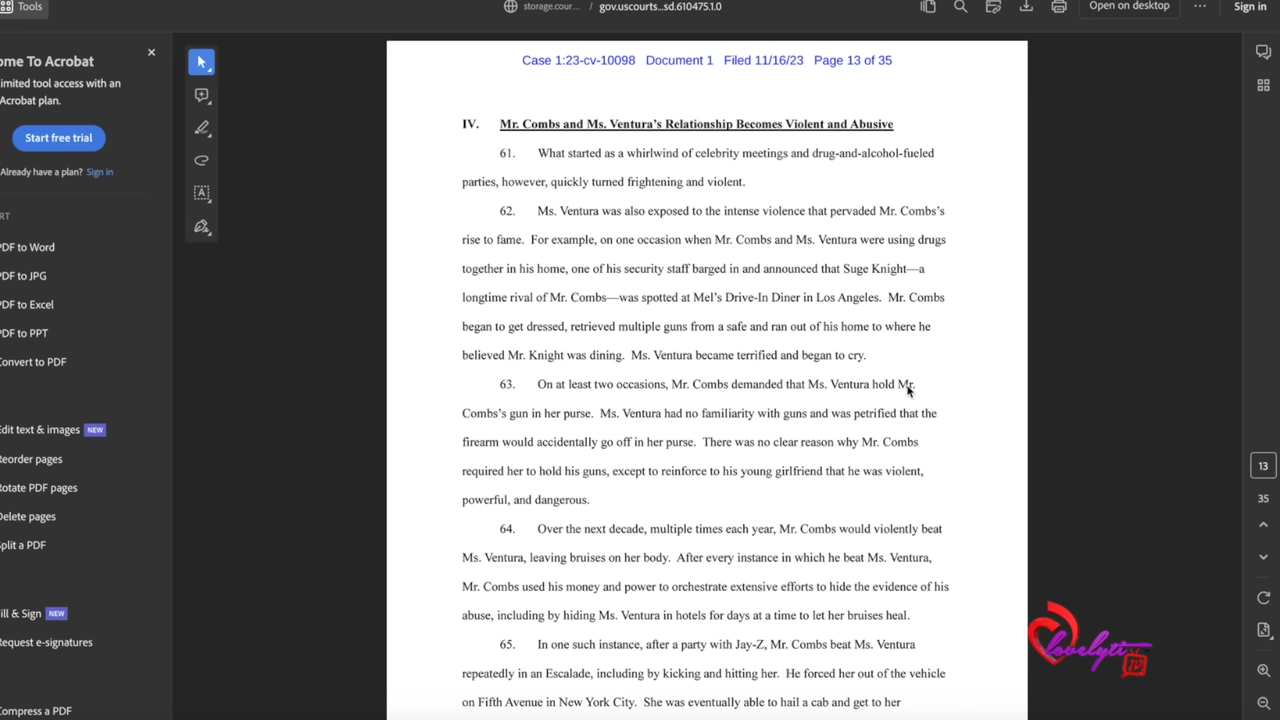 Tools
storage.cour... / gov.uscourts...sd.610475.1.0
Open on desktop
Sign in
ome To Acrobat
imited tool access with an
Acrobat plan.
Start free trial
Already have a plan? Sign in
RT
PDF to Word
PDF to JPG
PDF to Excel
PDF to PPT
Convert to PDF
Edit text & images NEW
Reorder pages
Rotate PDF pages
Delete pages
Split a PDF
ill & Sign NEW
Request e-signatures
Compress a PDF
Case 1:23-cv-10098 Document 1 Filed 11/16/23 Page 13 of 35
IV. Mr. Combs and Ms. Ventura's Relationship Becomes Violent and Abusive
61. What started as a whirlwind of celebrity meetings and drug-and-alcohol-fueled
parties, however, quickly turned frightening and violent.
62. Ms. Ventura was also exposed to the intense violence that pervaded Mr. Combs's
rise to fame. For example, on one occasion when Mr. Combs and Ms. Ventura were using drugs
together in his home, one of his security staff barged in and announced that Suge Knight—a
longtime rival of Mr. Combs—was spotted at Mel's Drive-In Diner in Los Angeles. Mr. Combs
began to get dressed, retrieved multiple guns from a safe and ran out of his home to where he
believed Mr. Knight was dining. Ms. Ventura became terrified and began to cry.
63. On at least two occasions, Mr. Combs demanded that Ms. Ventura hold Mr.
Combs's gun in her purse. Ms. Ventura had no familiarity with guns and was petrified that the
firearm would accidentally go off in her purse. There was no clear reason why Mr. Combs
required her to hold his guns, except to reinforce to his young girlfriend that he was violent,
powerful, and dangerous.
64. Over the next decade, multiple times each year, Mr. Combs would violently beat
Ms. Ventura, leaving bruises on her body. After every instance in which he beat Ms. Ventura,
Mr. Combs used his money and power to orchestrate extensive efforts to hide the evidence of his
abuse, including by hiding Ms. Ventura in hotels for days at a time to let her bruises heal.
65. In one such instance, after a party with Jay-Z, Mr. Combs beat Ms. Ventura
repeatedly in an Escalade, including by kicking and hitting her. He forced her out of the vehicle
on Fifth Avenue in New York City. She was eventually able to hail a cab and get to her
13
35
lovelyti
TV